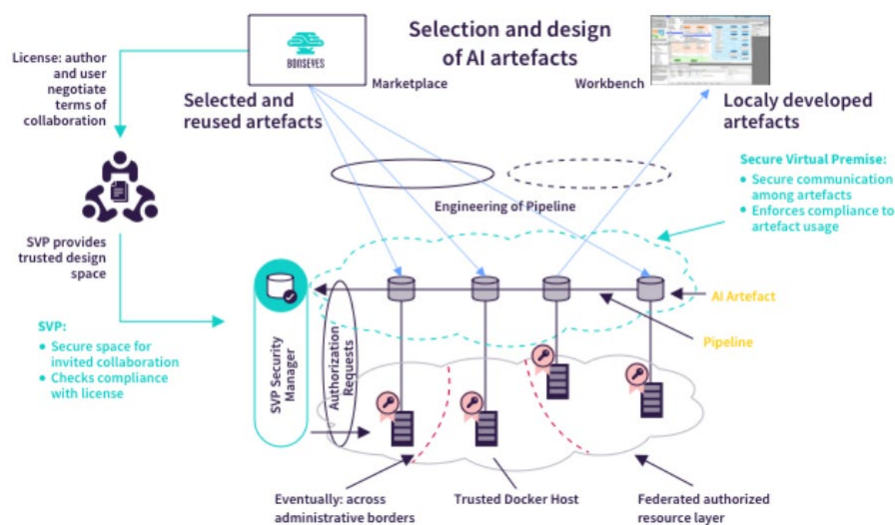 Selection and design
of AI artefacts
BONSEYES
Marketplace
Workbench
License: author
and user
negotiate
terms of
collaboration
Selected and
reused artefacts
Localy developed
artefacts
Secure Virtual Premise:
• Secure communication
among artefacts
• Enforces compliance to
artefact usage
Engineering of Pipeline
SVP provides
trusted design
space
SVP:
• Secure space for
invited collaboration
• Checks compliance
with license
SVP Security
Manager
Authorization
Requests
AI Artefact
Pipeline
Eventually: across
administrative borders
Trusted Docker Host
Federated authorized
resource layer